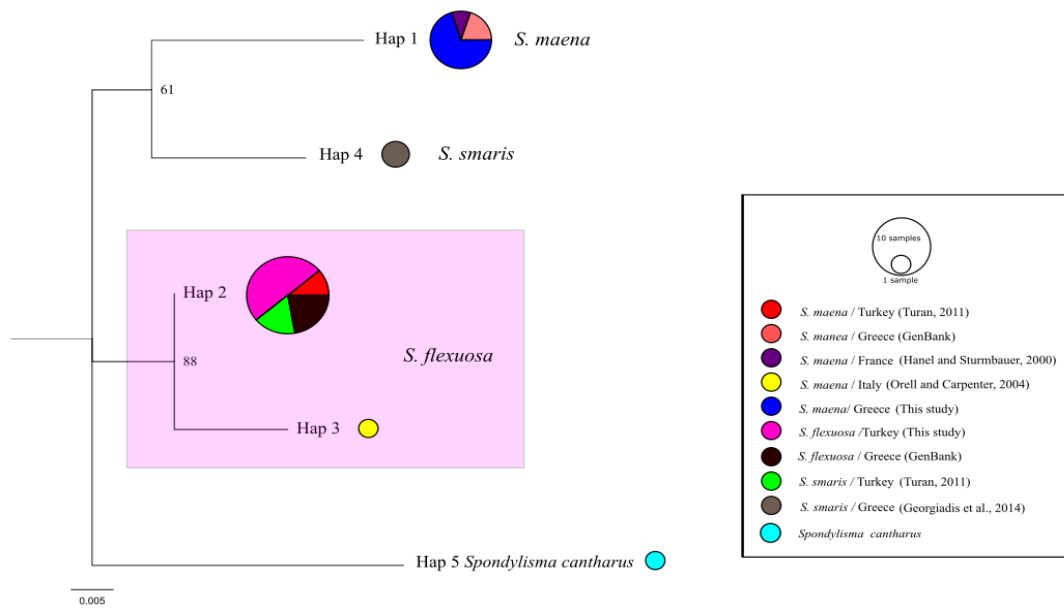 Hap 1
S. maena
61
Hap 4
S. smaris
Hap 2
S. flexuosa
88
Hap 3
Hap 5 Spondylisma cantharus
0.005
10 samples
1 sample
S. maena / Turkey (Turan, 2011)
S. manea / Greece (GenBank)
S. maena / France (Hanel and Sturmbauer, 2000)
S. maena / Italy (Orell and Carpenter, 2004)
S. maena/ Greece (This study)
S. flexuosa /Turkey (This study)
S. flexuosa / Greece (GenBank)
S. smaris / Turkey (Turan, 2011)
S. smaris / Greece (Georgiadis et al., 2014)
Spondylisma cantharus